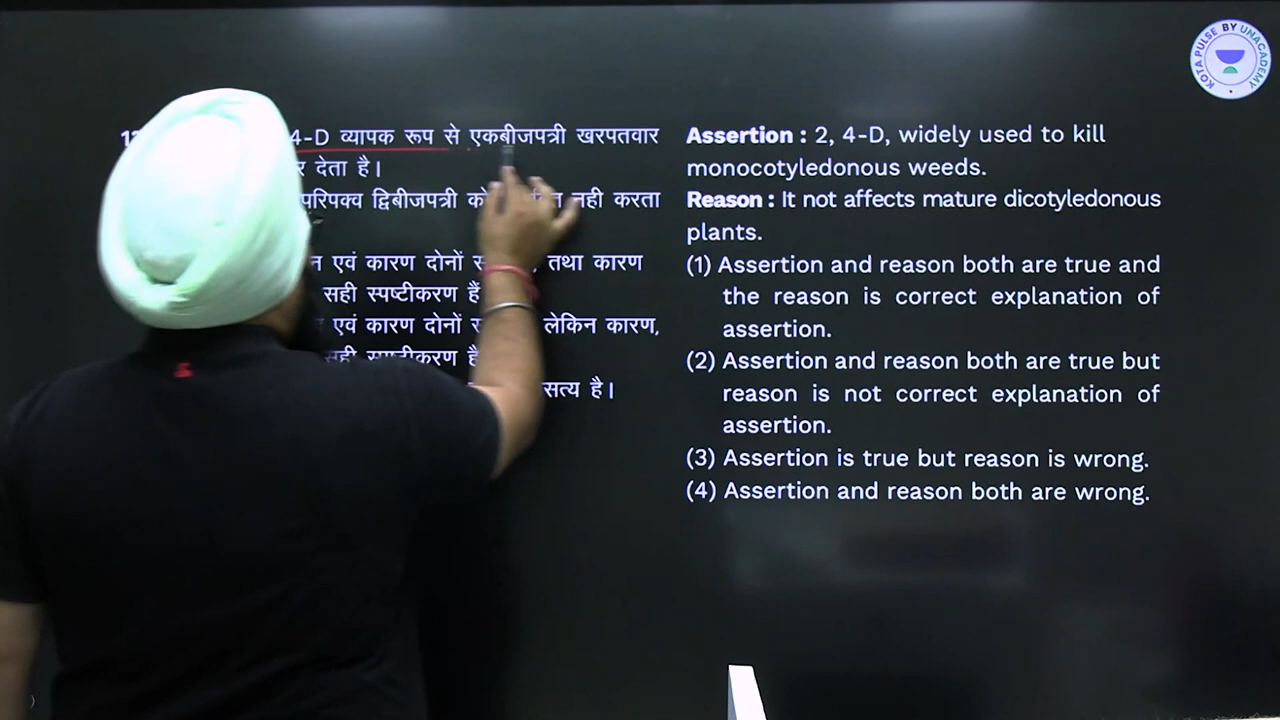 4-D व्यापक रूप से एकबीजपत्री खरपतवार
देता है।
परिपक्व द्विबीजपत्री नही करता
एवं कारण दोनों तथा कारण
सही स्पष्टीकरण हैं
एवं कारण दोनों लेकिन कारण,
सही स्पष्टीकरण है
सत्य है।
Assertion : 2, 4-D, widely used to kill
monocotyledonous weeds.
Reason : It not affects mature dicotyledonous
plants.
(1) Assertion and reason both are true and
the reason is correct explanation of
assertion.
(2) Assertion and reason both are true but
reason is not correct explanation of
assertion.
(3) Assertion is true but reason is wrong.
(4) Assertion and reason both are wrong.
KOTA PULSE BY UNACADEMY